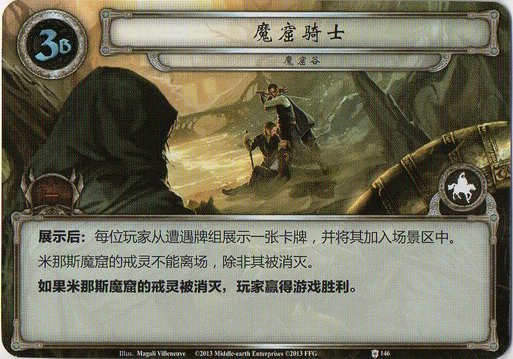 3B
魔窟骑士
魔窟谷
展示后：每位玩家从遭遇牌组展示一张卡牌，并将其加入场景区中。
米那斯魔窟的戒灵不能离场，除非其被消灭。
如果米那斯魔窟的戒灵被消灭，玩家赢得游戏胜利。
Illus. Magali Villeneuve ©2013 Middle-earth Enterprises ©2013 FFG 146